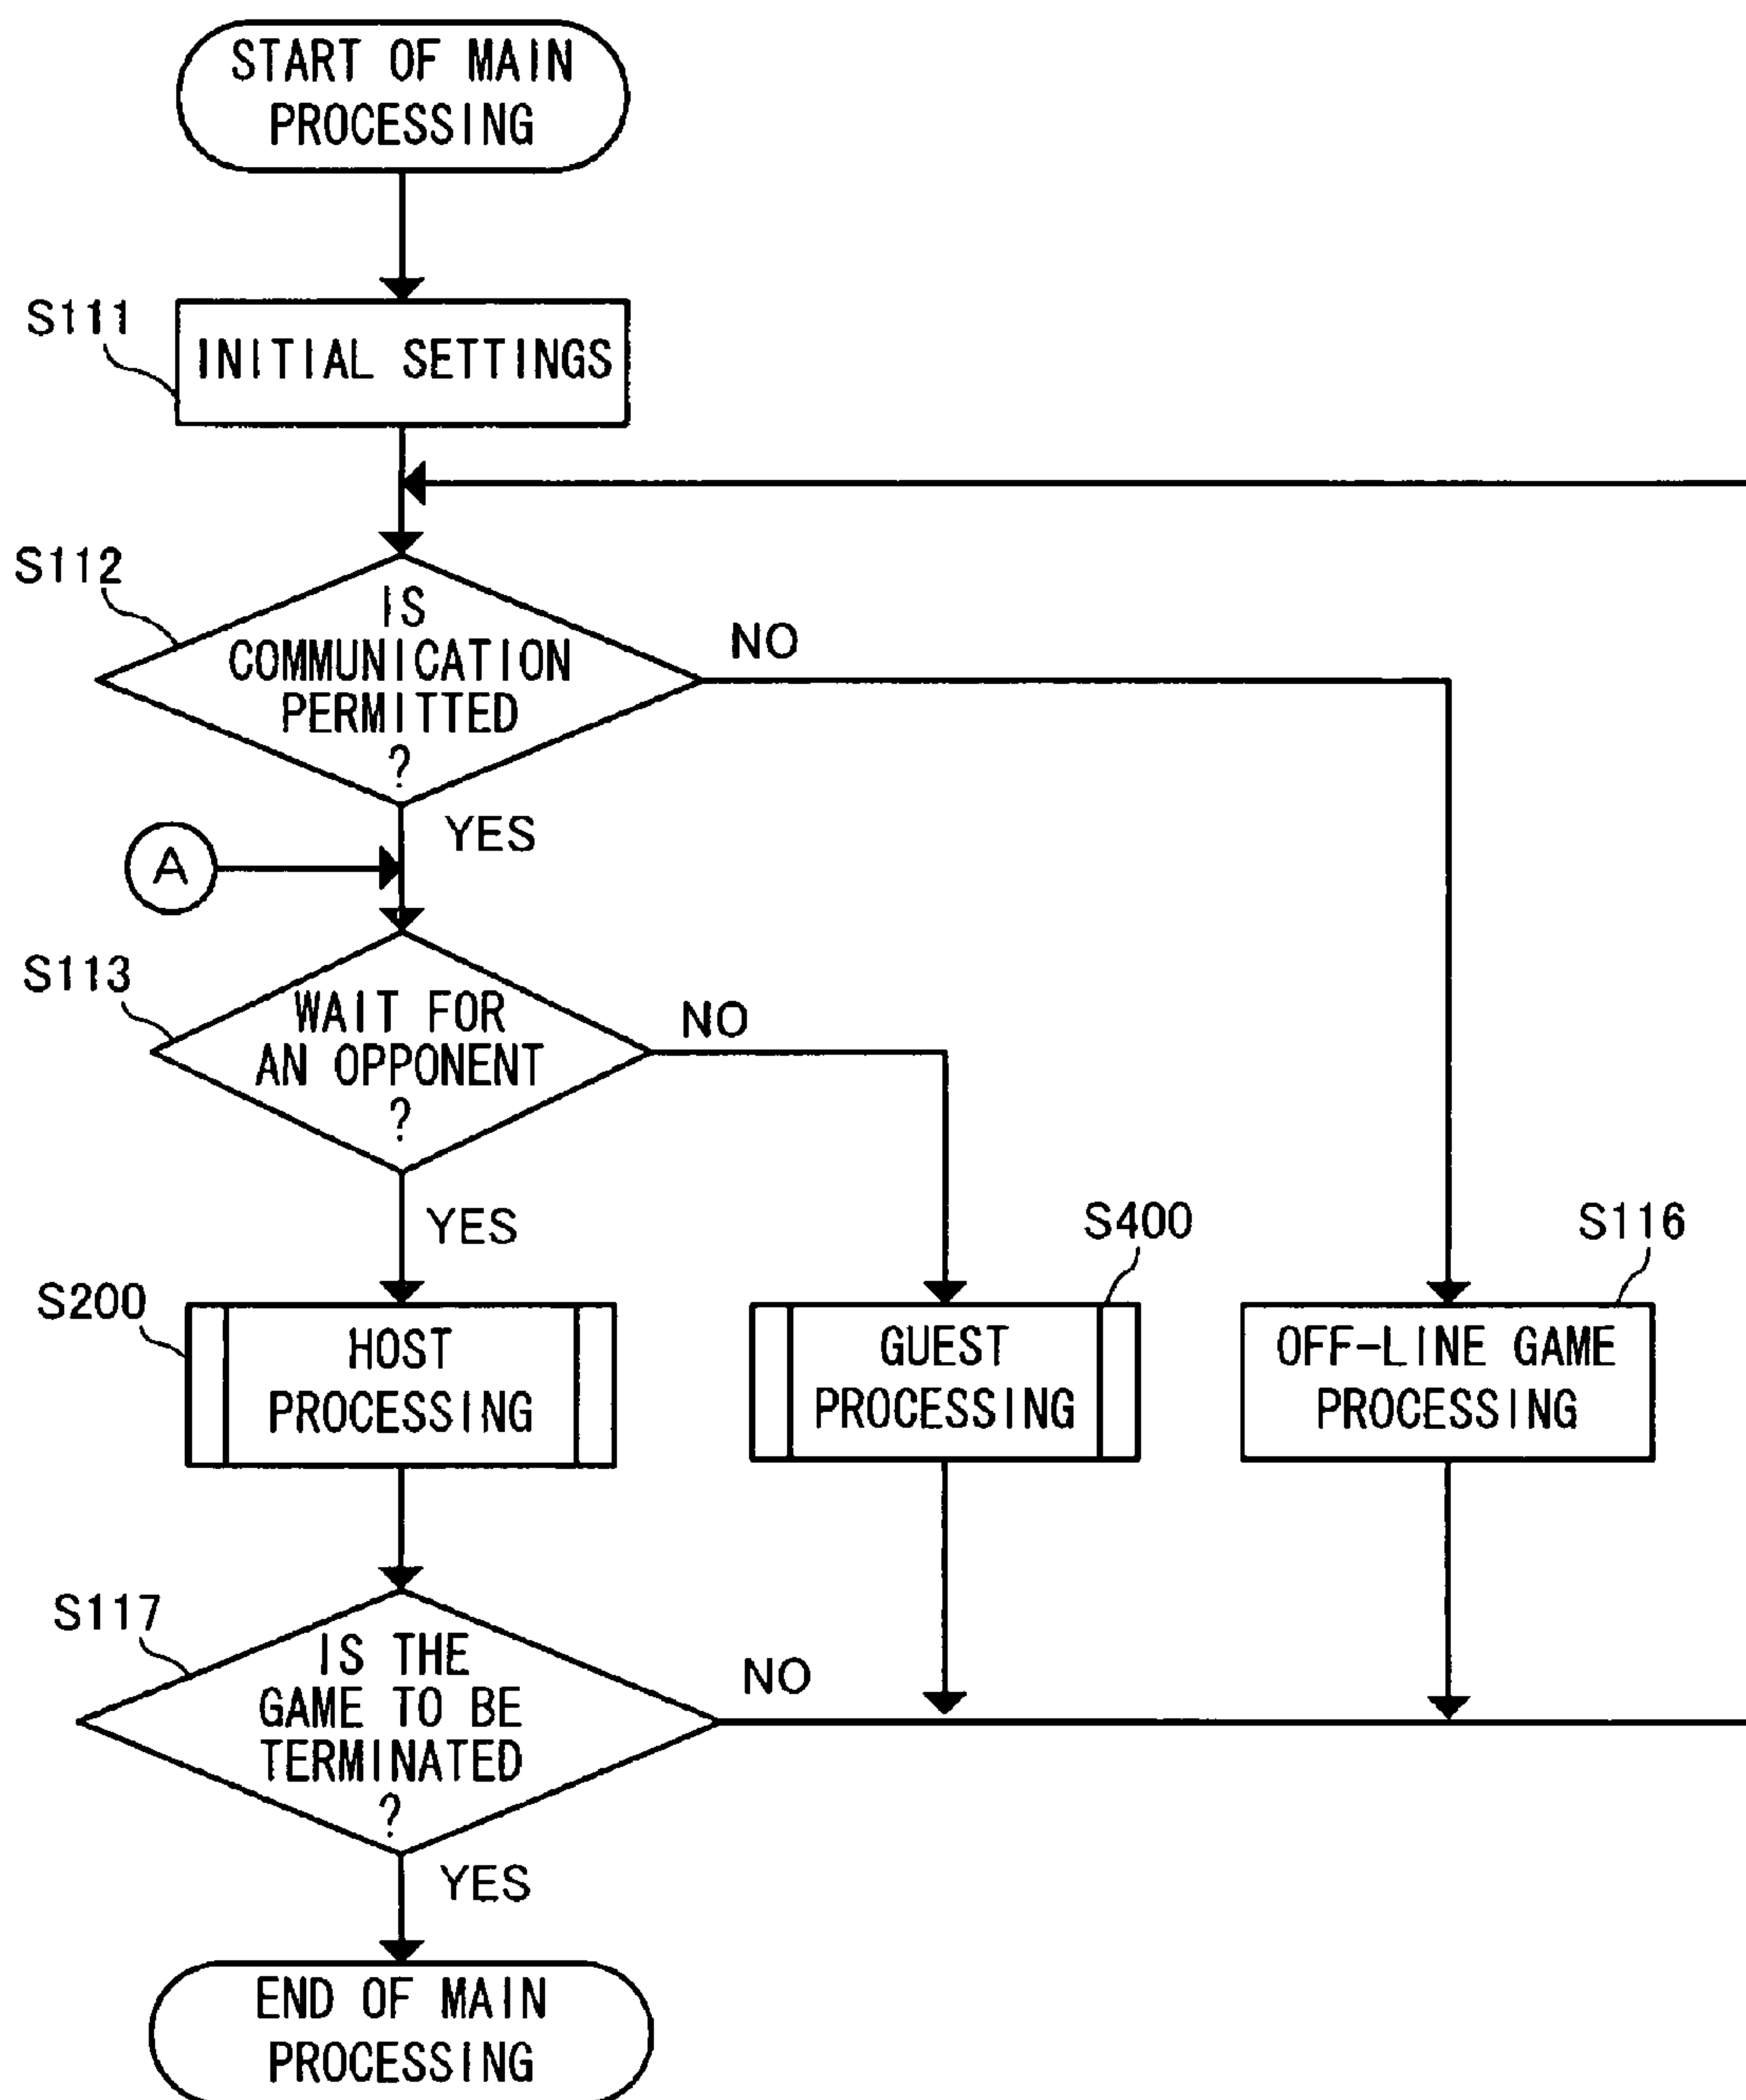 START OF MAIN
PROCESSING
S111
INITIAL SETTINGS
S112
IS
COMMUNICATION
PERMITTED
?
NO
YES
A
S113
WAIT FOR
AN OPPONENT
?
NO
YES
S400
S116
S200
HOST
PROCESSING
GUEST
PROCESSING
OFF-LINE GAME
PROCESSING
S117
IS THE
GAME TO BE
TERMINATED
?
NO
YES
END OF MAIN
PROCESSING